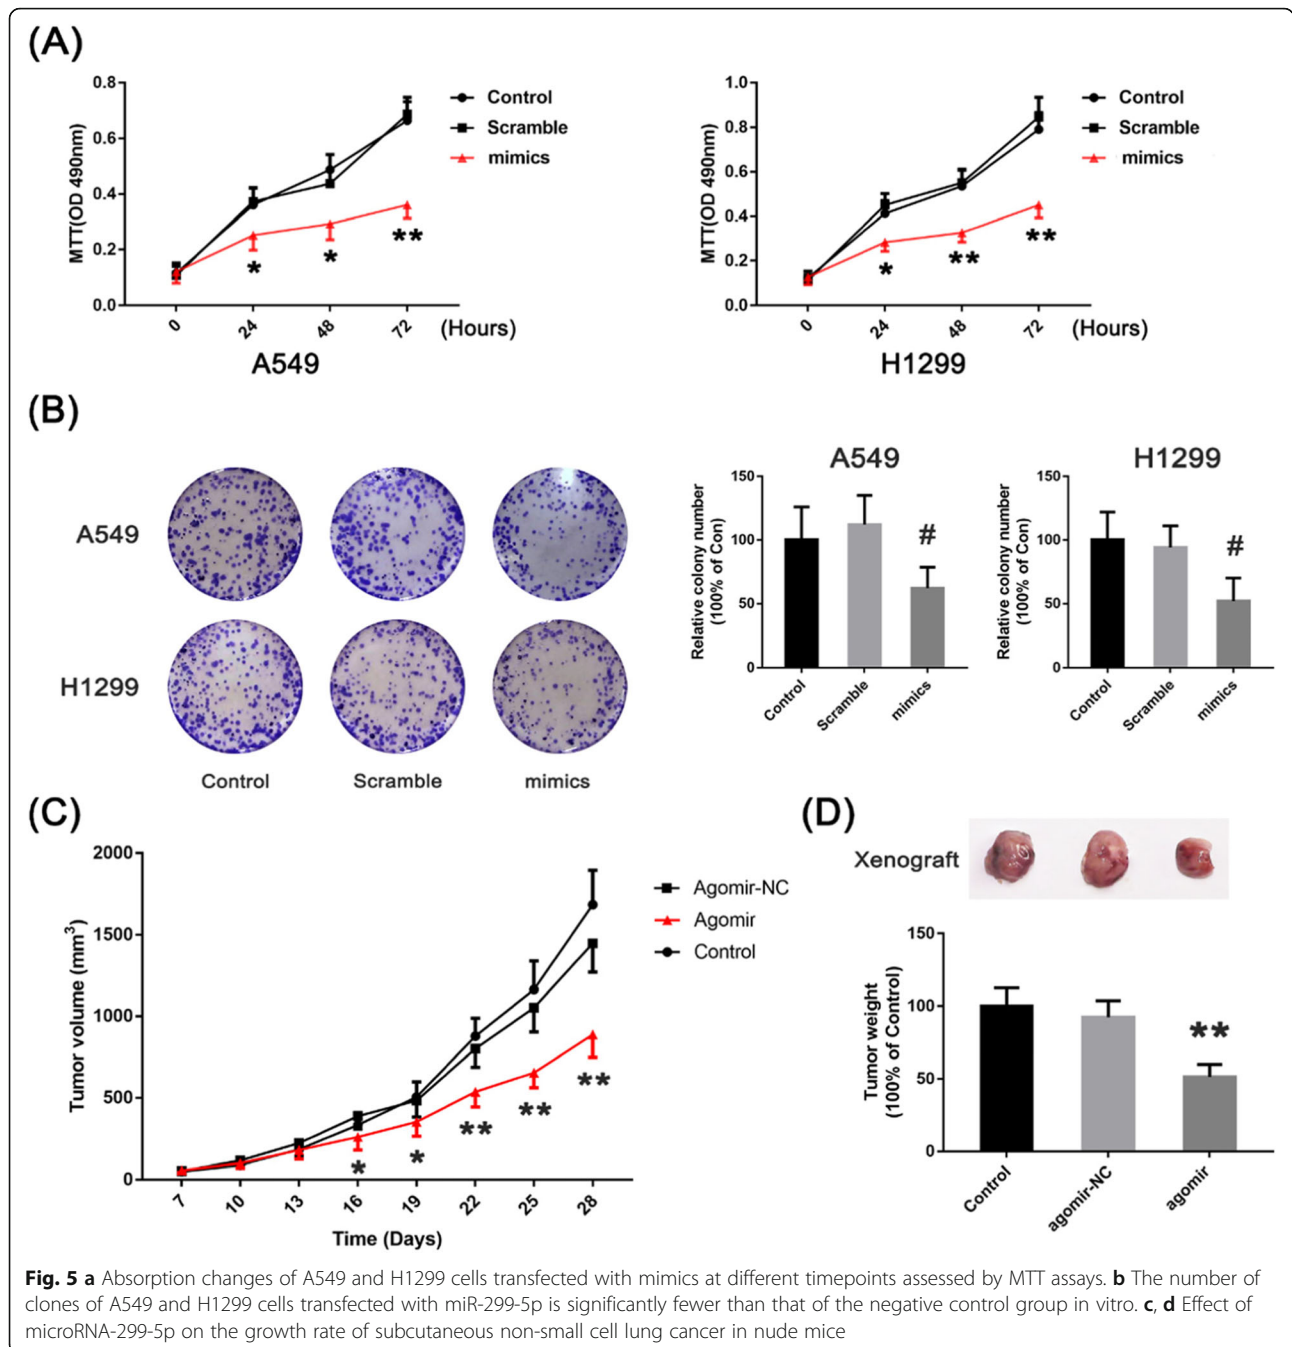 (A)
0.8
0.6
0.4
0.2
0.0
MTT(OD 490nm)
0
24
48
72
(Hours)
A549
Control
Scramble
mimics
1.0
0.8
0.6
0.4
0.2
0.0
MTT(OD 490nm)
0
24
48
72
(Hours)
H1299
Control
Scramble
mimics
*
*
**
*
**
**
(B)
A549
H1299
Control
Scramble
mimics
A549
150
100
50
0
Relative colony number
(100% of Con)
#
Control
Scramble
mimics
H1299
150
100
50
0
Relative colony number
(100% of Con)
#
Control
Scramble
mimics
(C)
2000
1500
1000
500
0
Tumor volume (mm³)
7
10
13
16
19
22
25
28
Time (Days)
Agomir-NC
Agomir
Control
*
*
**
**
**
(D)
Xenograft
150
100
50
0
Tumor weight
(100% of Control)
**
Control
agomir-NC
agomir
Fig. 5 a Absorption changes of A549 and H1299 cells transfected with mimics at different timepoints assessed by MTT assays. b The number of
clones of A549 and H1299 cells transfected with miR-299-5p is significantly fewer than that of the negative control group in vitro. c, d Effect of
microRNA-299-5p on the growth rate of subcutaneous non-small cell lung cancer in nude mice